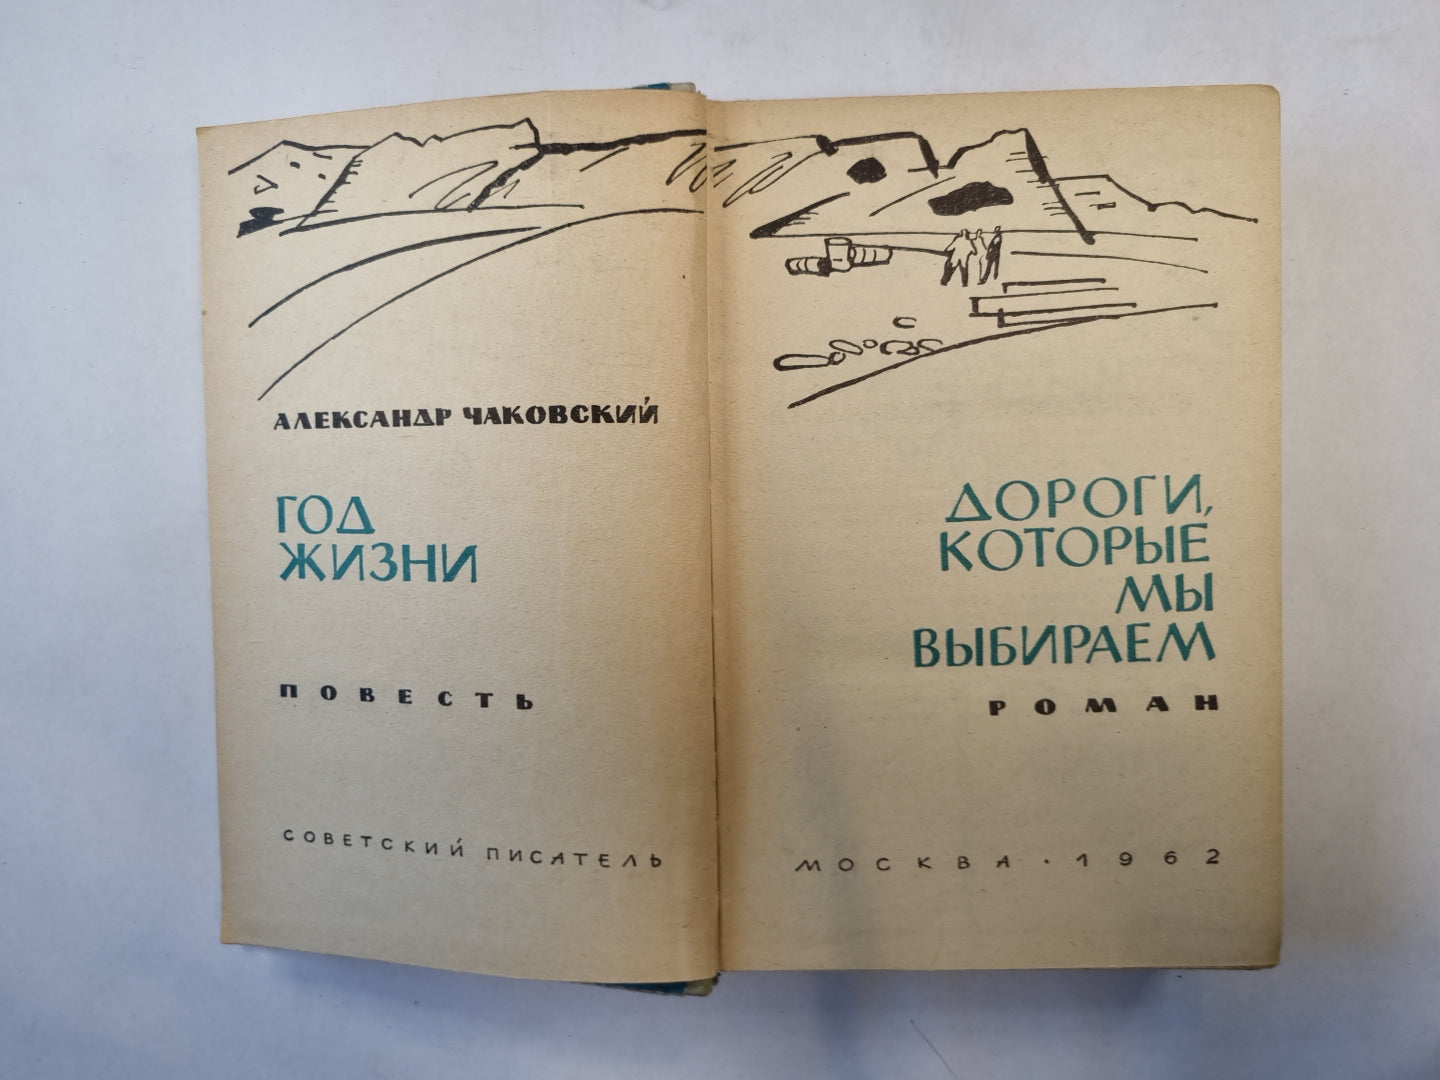 АЛЕКСАНДР ЧАКОВСКИЙ
ГОД
ЖИЗНИ
ПОВЕСТЬ
СОВЕТСКИЙ ПИСАТЕЛЬ
ДОРОГИ,
КОТОРЫЕ
МЫ
ВЫБИРАЕМ
РОМАН
МОСКВА · 1962